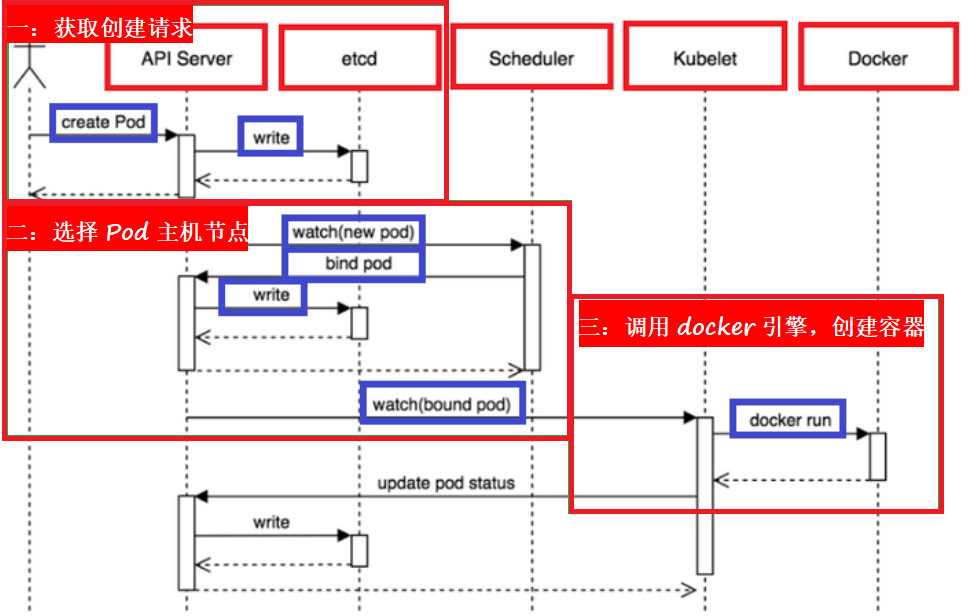 一：获取创建请求
API Server
etcd
Scheduler
Kubelet
Docker
create Pod
write
二：选择 Pod 主机节点
watch(new pod)
bind pod
write
三：调用 docker 引擎，创建容器
watch(bound pod)
docker run
update pod status
write